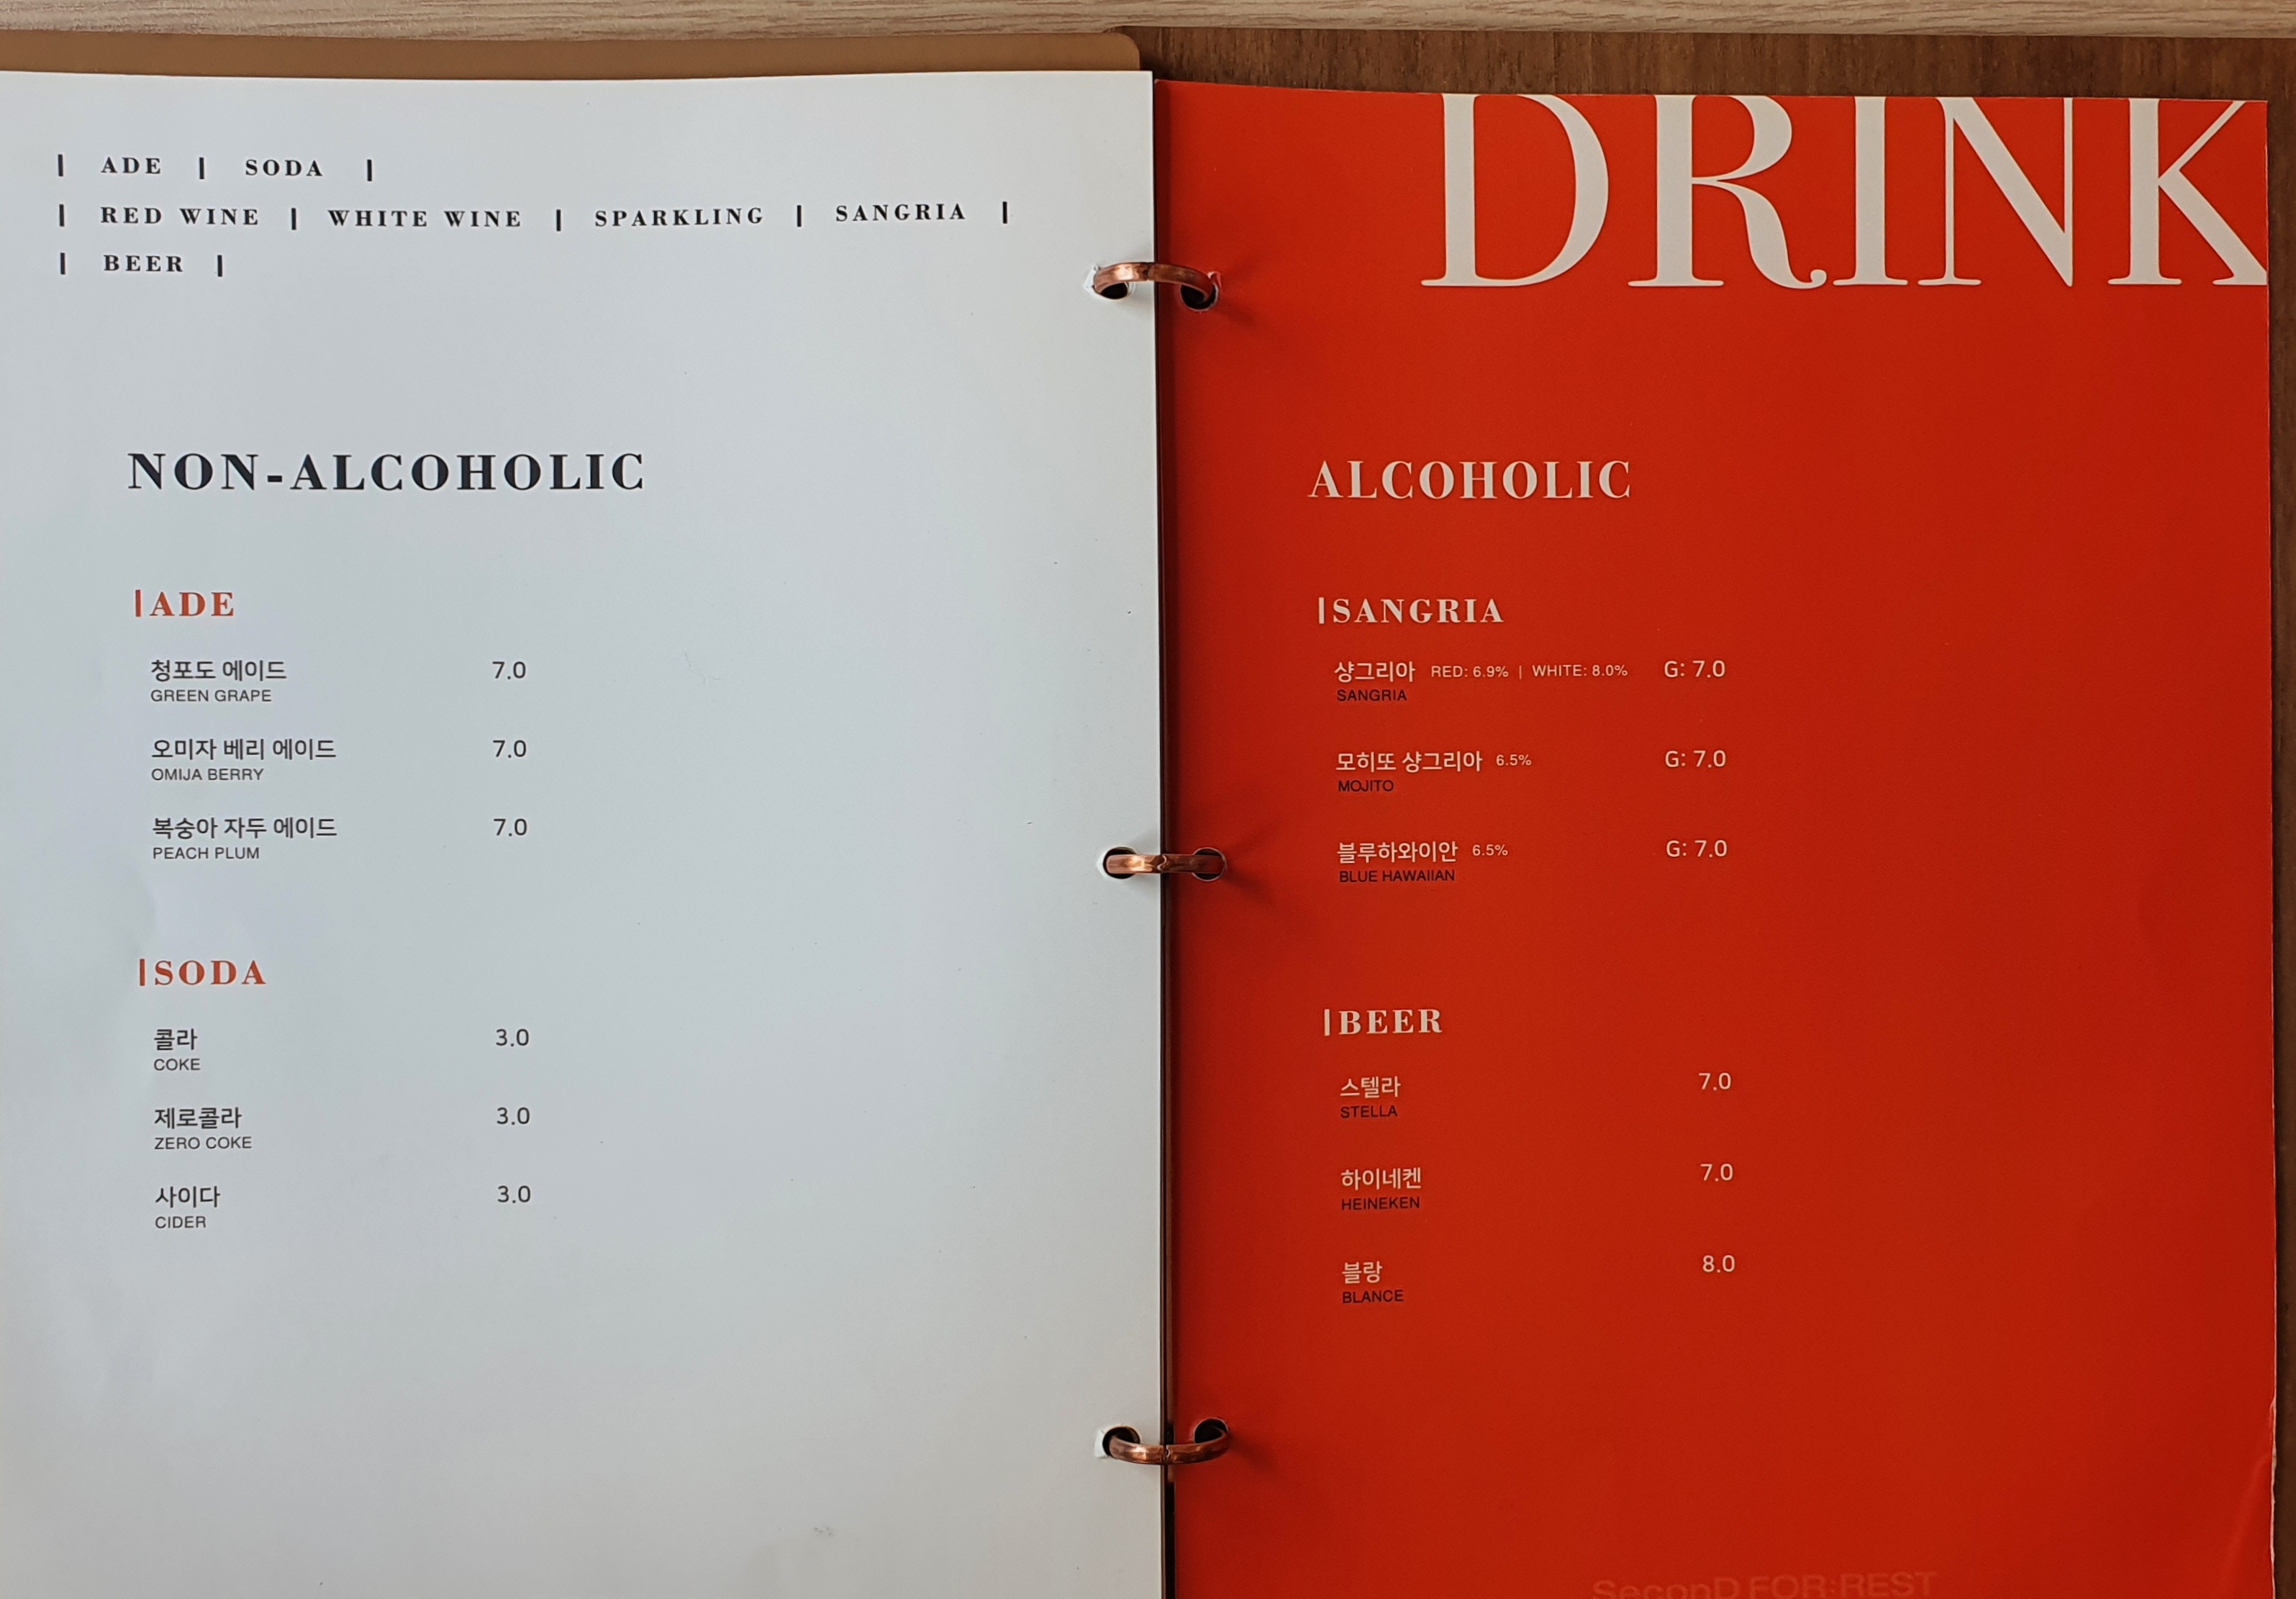 | ADE | SODA |
| RED WINE | WHITE WINE | SPARKLING | SANGRIA |
| BEER |
NON-ALCOHOLIC
| ADE
청포도 에이드 7.0
GREEN GRAPE
오미자 베리 에이드 7.0
OMIJA BERRY
복숭아 자두 에이드 7.0
PEACH PLUM
| SODA
콜라 3.0
COKE
제로콜라 3.0
ZERO COKE
사이다 3.0
CIDER
DRINK
ALCOHOLIC
| SANGRIA
샹그리아 RED: 6.9% | WHITE: 8.0% G: 7.0
SANGRIA
모히또 샹그리아 6.5% G: 7.0
MOJITO
블루하와이안 6.5% G: 7.0
BLUE HAWAIIAN
| BEER
스텔라 7.0
STELLA
하이네켄 7.0
HEINEKEN
블랑 8.0
BLANCE
SeconD FOR:REST